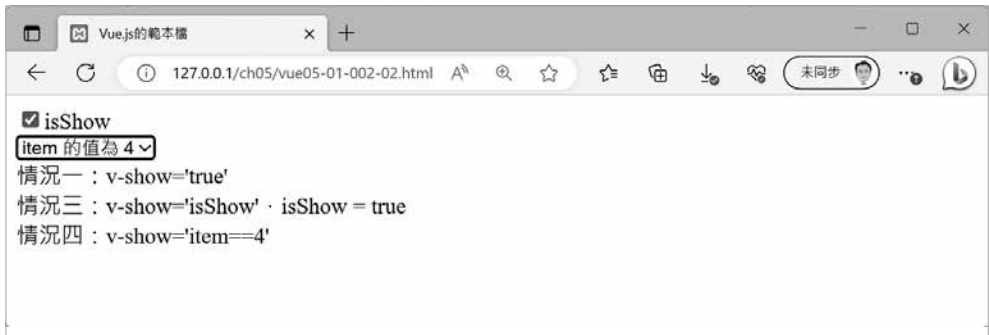 Vue.js的範本檔
127.0.0.1/ch05/vue05-01-002-02.html
未同步
isShow
item 的值為 4
情況一：v-show='true'
情況三：v-show='isShow'，isShow = true
情況四：v-show='item==4'